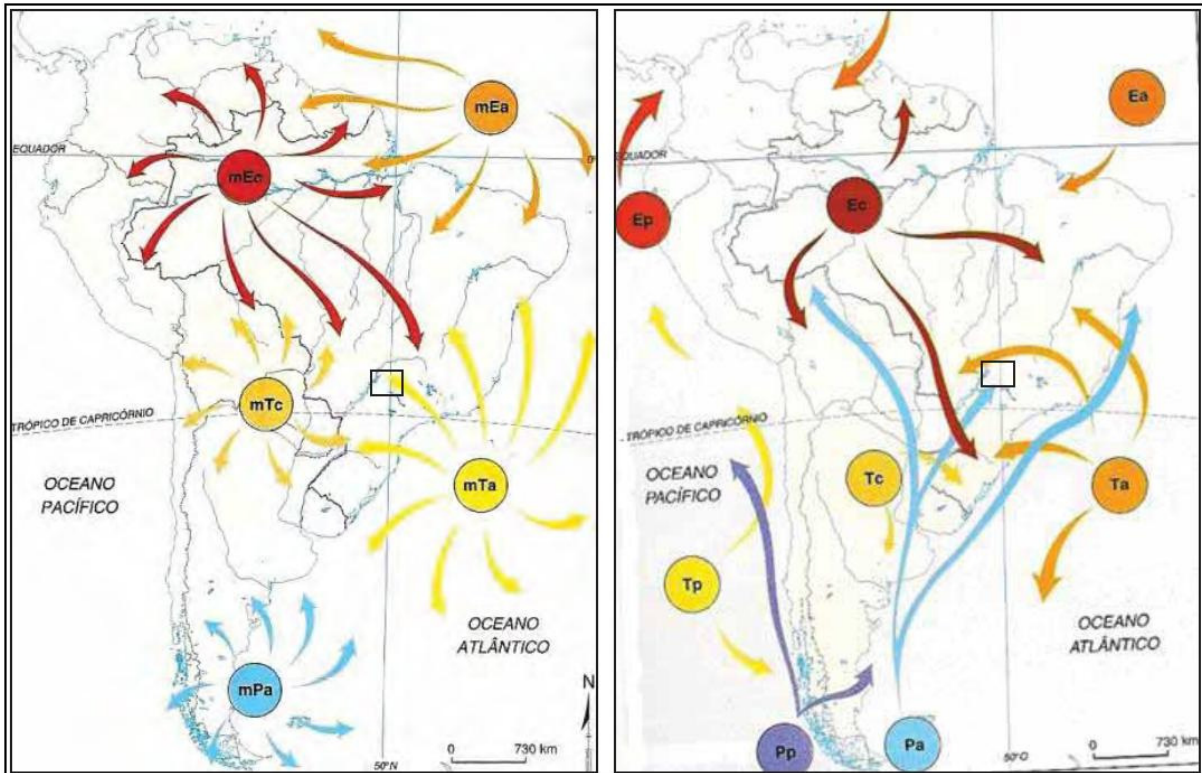 mEa
EQUADOR
0°
mEc
mTc
TRÓPICO DE CAPRICÓRNIO
OCEANO
PACÍFICO
mTa
OCEANO
ATLÂNTICO
mPa
N
0 730 km
50°N
Ea
EQUADOR
Ep
Ec
TRÓPICO DE CAPRICÓRNIO
OCEANO
PACÍFICO
Tc
Ta
Tp
OCEANO
ATLÂNTICO
Pp
Pa
0 730 km
50°O